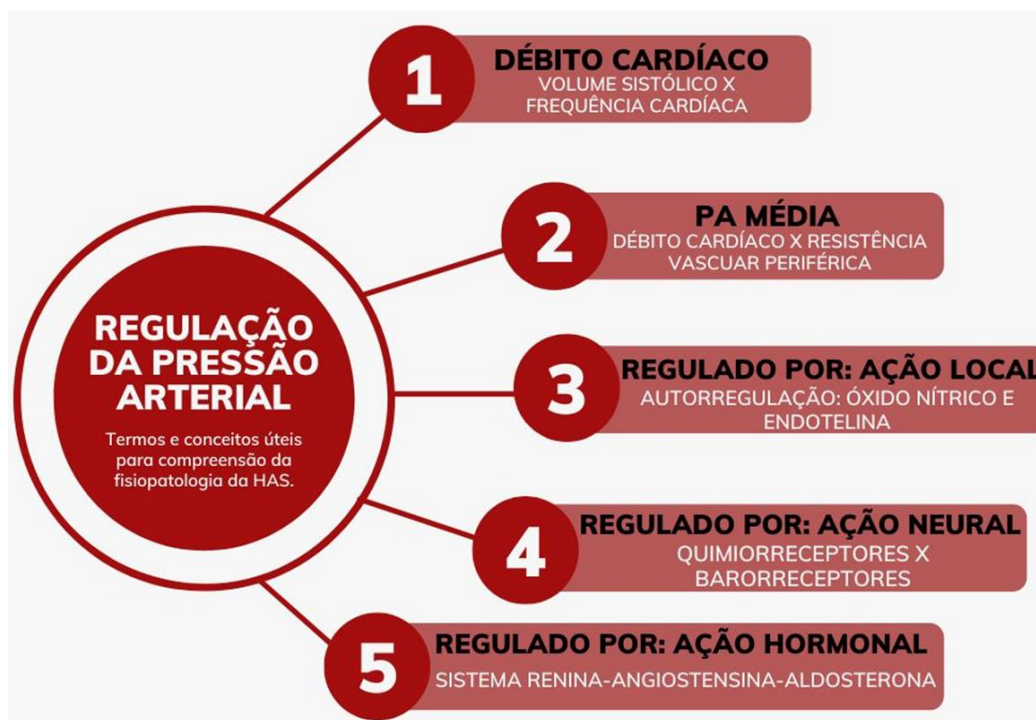 1
DÉBITO CARDÍACO
VOLUME SISTÓLICO X
FREQUÊNCIA CARDÍACA
2
PA MÉDIA
DÉBITO CARDÍACO X RESISTÊNCIA
VASCUAR PERIFÉRICA
REGULAÇÃO
DA PRESSÃO
ARTERIAL
Termos e conceitos úteis
para compreensão da
fisiopatologia da HAS.
3
REGULADO POR: AÇÃO LOCAL
AUTORREGULAÇÃO: ÓXIDO NÍTRICO E
ENDOTELINA
4
REGULADO POR: AÇÃO NEURAL
QUIMIORRECEPTORES X
BARORRECEPTORES
5
REGULADO POR: AÇÃO HORMONAL
SISTEMA RENINA-ANGIOSTENSINA-ALDOSTERONA